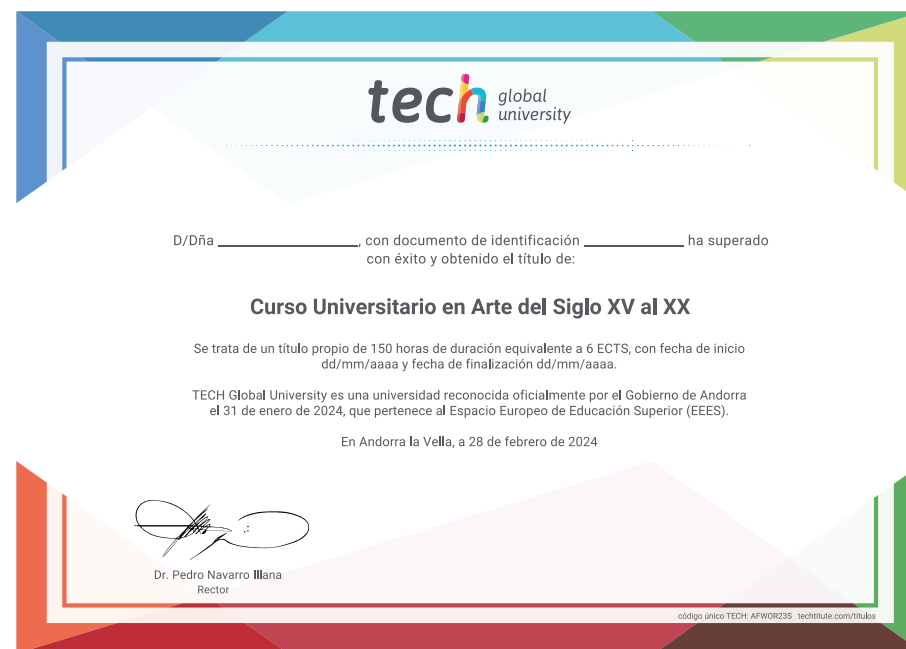 tech global
university
D/Dña ____________________, con documento de identificación ______________ ha superado
con éxito y obtenido el título de:
Curso Universitario en Arte del Siglo XV al XX
Se trata de un título propio de 150 horas de duración equivalente a 6 ECTS, con fecha de inicio
dd/mm/aaaa y fecha de finalización dd/mm/aaaa.
TECH Global University es una universidad reconocida oficialmente por el Gobierno de Andorra
el 31 de enero de 2024, que pertenece al Espacio Europeo de Educación Superior (EEES).
En Andorra la Vella, a 28 de febrero de 2024
Dr. Pedro Navarro Illana
Rector
código único TECH: AFWOR23S techtitute.com/titulos